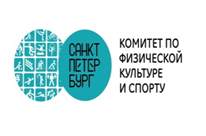 САНКТ
ПЕТЕР
БУРГ
КОМИТЕТ ПО
ФИЗИЧЕСКОЙ
КУЛЬТУРЕ
И СПОРТУ